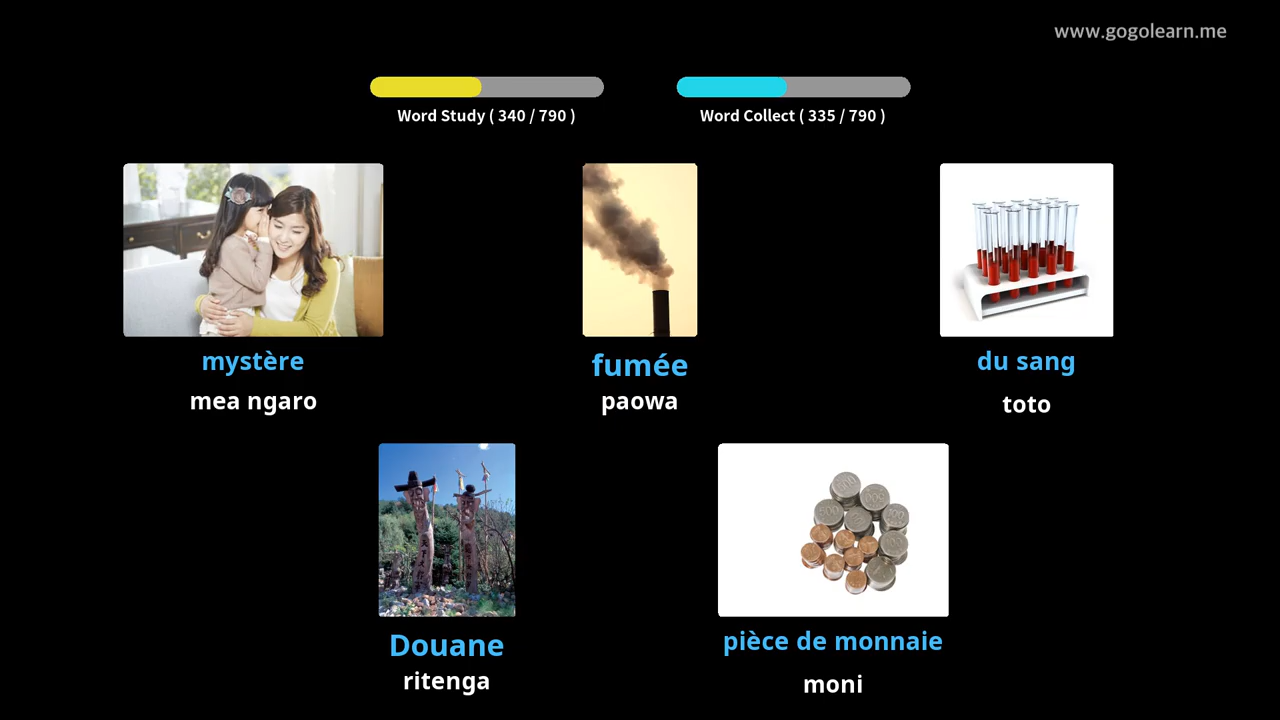 www.gogolearn.me
Word Study ( 340 / 790 )
Word Collect ( 335 / 790 )
mystère
mea ngaro
fumée
paowa
du sang
toto
Douane
ritenga
pièce de monnaie
moni